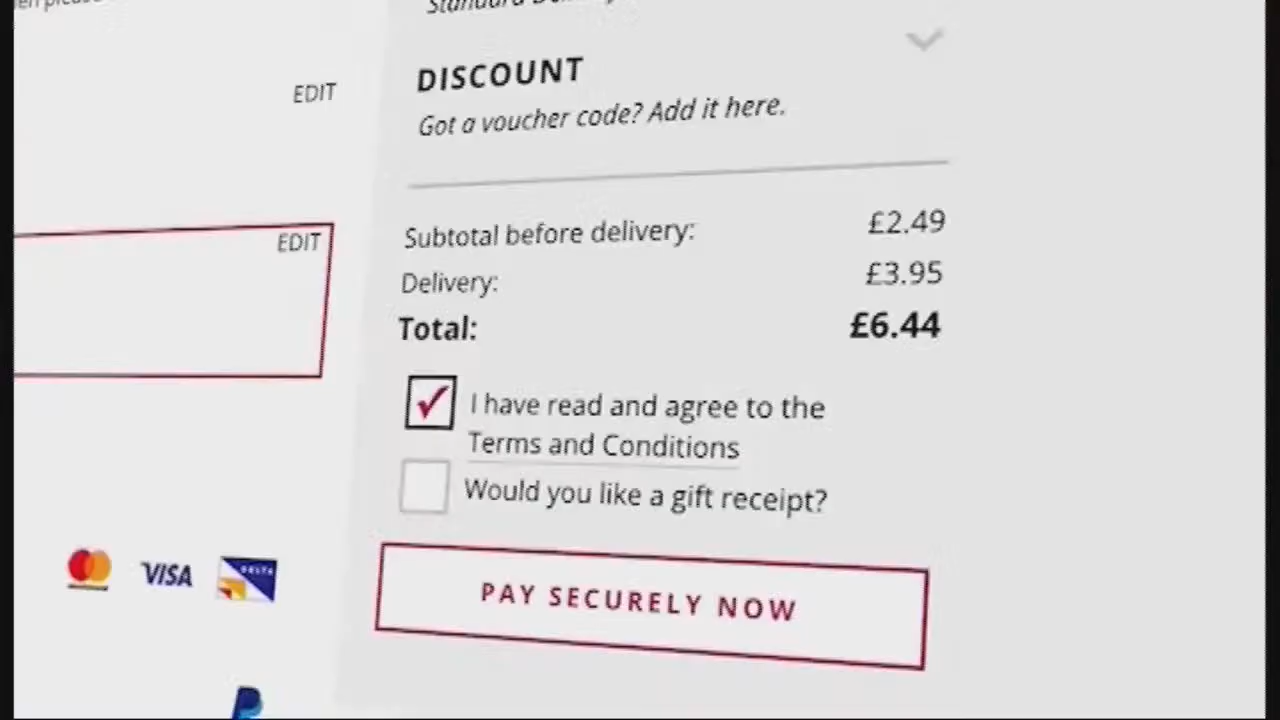 EDIT
EDIT
VISA
DELTA
Standard
DISCOUNT
Got a voucher code? Add it here.
Subtotal before delivery: £2.49
Delivery: £3.95
Total: £6.44
I have read and agree to the
Terms and Conditions
Would you like a gift receipt?
PAY SECURELY NOW